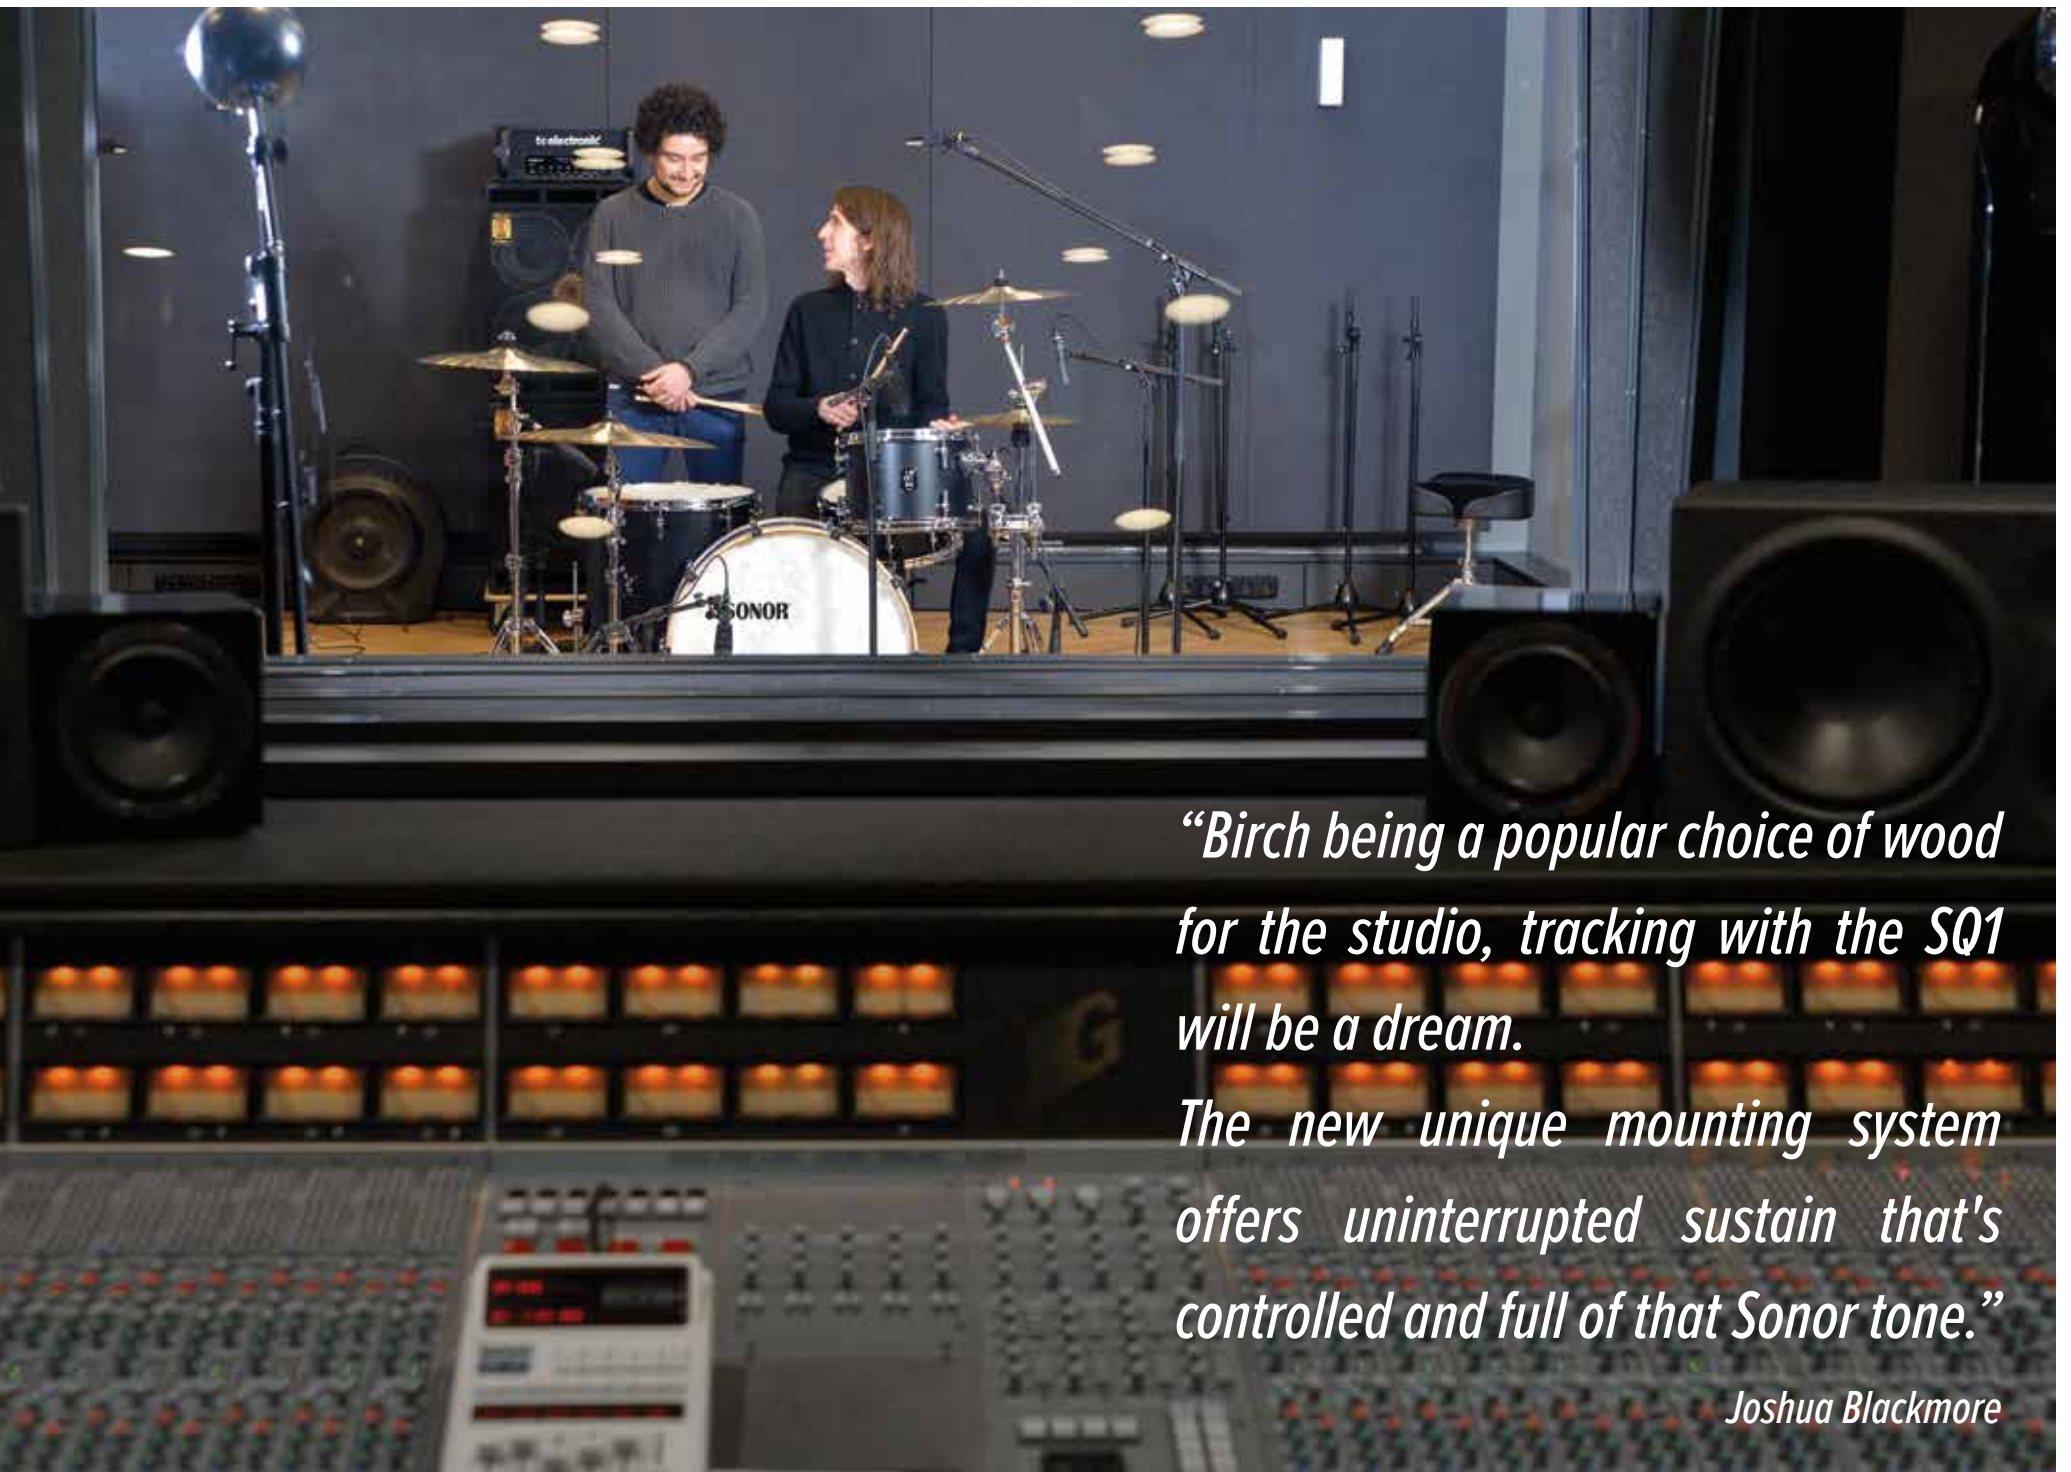 tc electronic
SONOR
G
“Birch being a popular choice of wood
for the studio, tracking with the SQ1
will be a dream.
The new unique mounting system
offers uninterrupted sustain that's
controlled and full of that Sonor tone.”
Joshua Blackmore